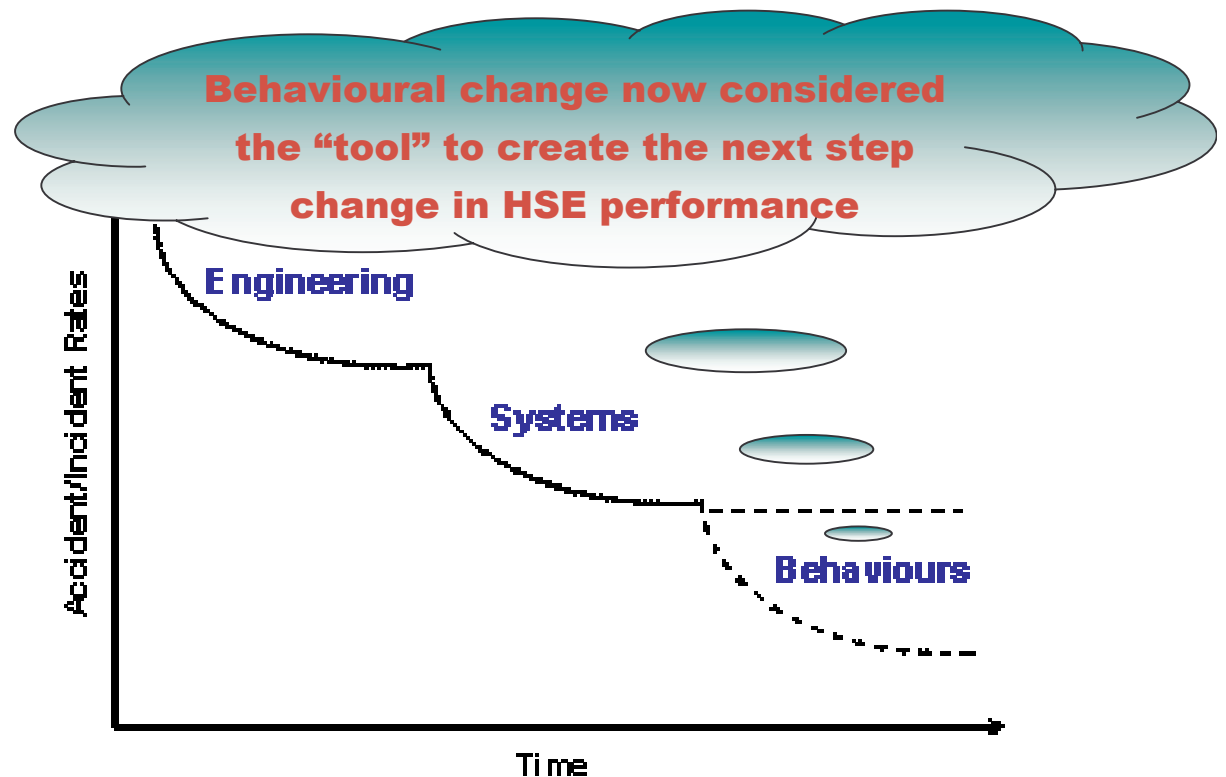 Behavioural change now considered
the “tool” to create the next step
change in HSE performance
Engineering
Systems
Behaviours
Accident/Incident Rates
Time